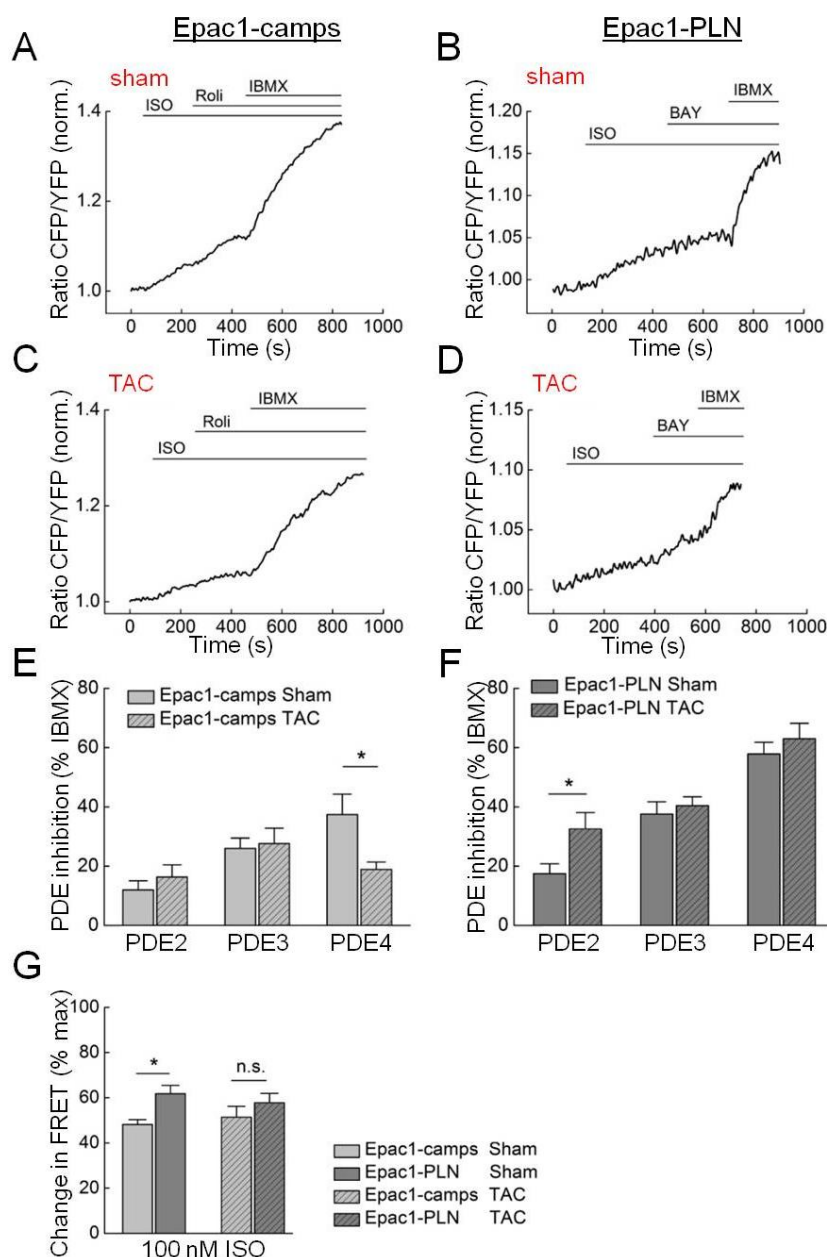 Epac1-camps
Epac1-PLN
A
sham
IBMX
Roli
ISO
1.4
1.2
1.0
Ratio CFP/YFP (norm.)
0 200 400 600 800 1000
Time (s)
B
sham
IBMX
BAY
ISO
1.20
1.15
1.10
1.05
1.00
Ratio CFP/YFP (norm.)
0 200 400 600 800 1000
Time (s)
C
TAC
IBMX
Roli
ISO
1.4
1.2
1.0
Ratio CFP/YFP (norm.)
0 200 400 600 800 1000
Time (s)
D
TAC
IBMX
BAY
ISO
1.15
1.10
1.05
1.00
Ratio CFP/YFP (norm.)
0 200 400 600 800 1000
Time (s)
E
Epac1-camps Sham
Epac1-camps TAC
*
80
60
40
20
0
PDE inhibition (% IBMX)
PDE2 PDE3 PDE4
F
Epac1-PLN Sham
Epac1-PLN TAC
*
80
60
40
20
0
PDE inhibition (% IBMX)
PDE2 PDE3 PDE4
G
100
80
60
40
20
0
Change in FRET (% max)
*
n.s.
100 nM ISO
Epac1-camps Sham
Epac1-PLN Sham
Epac1-camps TAC
Epac1-PLN TAC